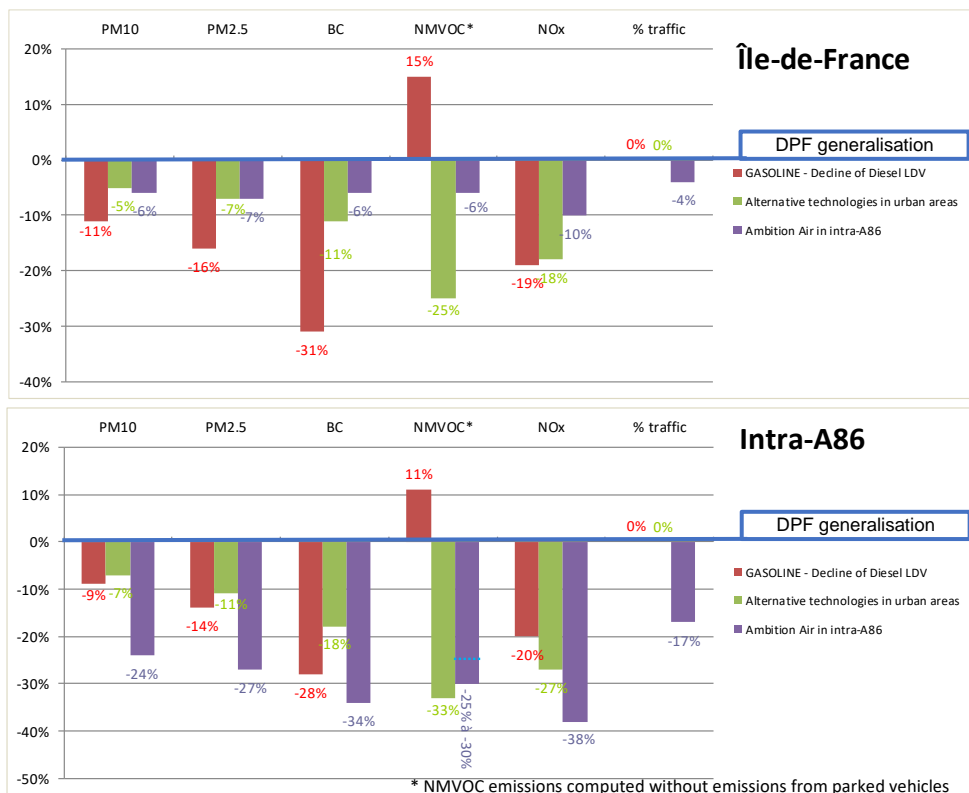 PM10 PM2.5 BC NMVOC* NOx % traffic
Île-de-France
20%
15%
10%
0% 0%
DPF generalisation
0%
GASOLINE - Decline of Diesel LDV
-5% -6% -7% -7% -6% -6% -4%
Alternative technologies in urban areas
-10%
-11% -11% -10%
Ambition Air in intra-A86
-16% -19% -18%
-20%
-25%
-30%
-31%
-40%
PM10 PM2.5 BC NMVOC* NOx % traffic
Intra-A86
20%
11%
10%
0% 0%
DPF generalisation
0%
GASOLINE - Decline of Diesel LDV
-10%
-9% -7% -14% -11%
Alternative technologies in urban areas
-20%
-18% -20% -17%
Ambition Air in intra-A86
-24% -27% -28% -27%
-30%
-34% -33% -25% à -30%
-38%
-40%
-50%
* NMVOC emissions computed without emissions from parked vehicles